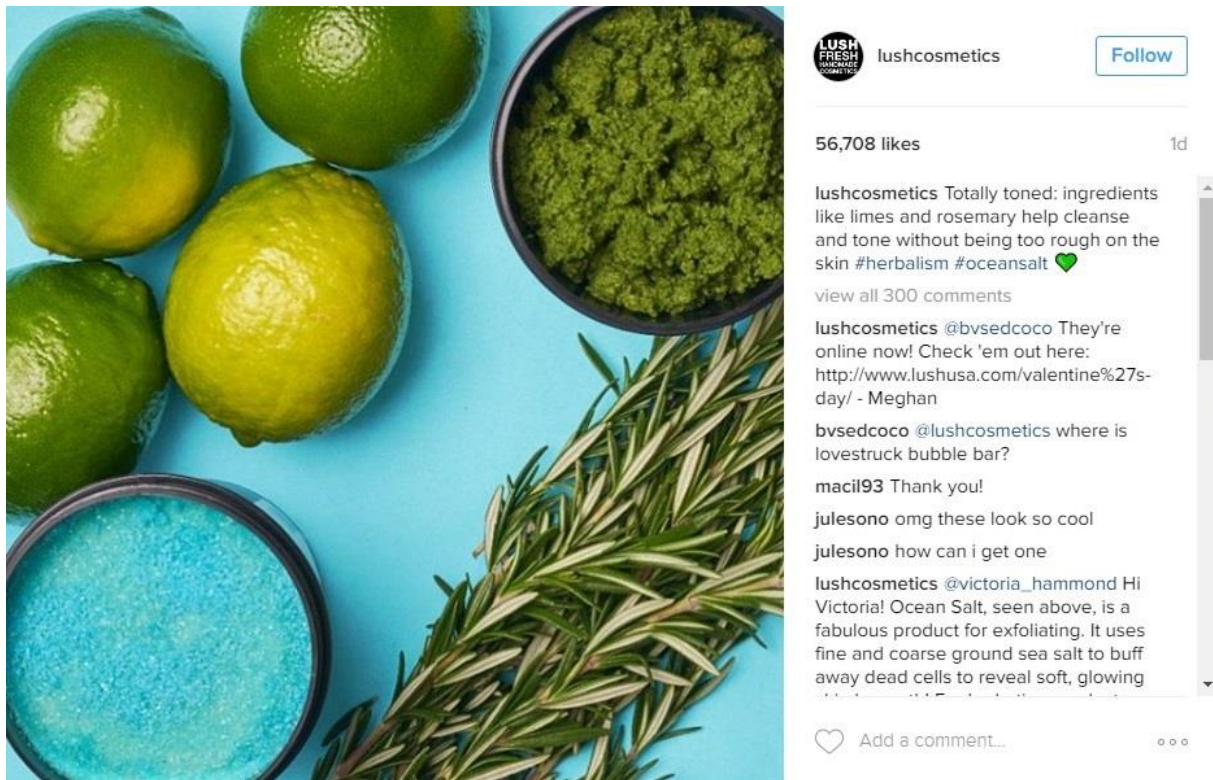 LUSH
FRESH
HANDMADE
COSMETICS
lushcosmetics
Follow
56,708 likes
1d
lushcosmetics Totally toned: ingredients
like limes and rosemary help cleanse
and tone without being too rough on the
skin #herbalism #oceansalt 💚
view all 300 comments
lushcosmetics @bvsedcoco They're
online now! Check 'em out here:
http://www.lushusa.com/valentine%27s-
day/ - Meghan
bvsedcoco @lushcosmetics where is
lovestruck bubble bar?
macil93 Thank you!
julesono omg these look so cool
julesono how can i get one
lushcosmetics @victoria_hammond Hi
Victoria! Ocean Salt, seen above, is a
fabulous product for exfoliating. It uses
fine and coarse ground sea salt to buff
away dead cells to reveal soft, glowing
Add a comment...